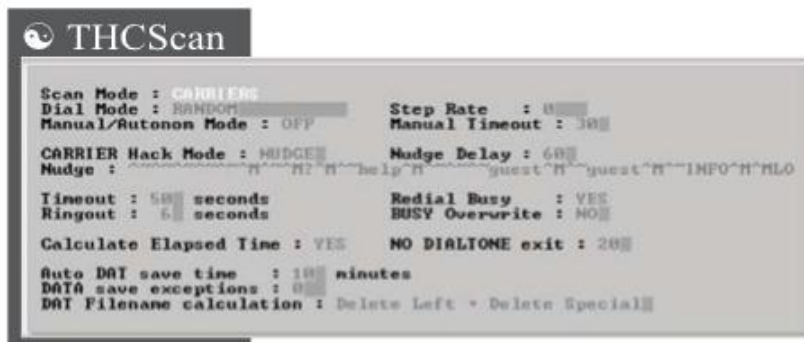 THCScan
Scan Mode : CARRIERS
Dial Mode : RANDOM Step Rate : 0
Manual/Autonom Mode : OFF Manual Timeout : 30
CARRIER Hack Mode : NUDGE Nudge Delay : 60
Nudge :
Timeout : 50 seconds Redial Busy : YES
Ringout : 6 seconds BUSY Overwrite : NO
Calculate Elapsed Time : YES NO DIALTONE exit : 20
Auto DAT save time : 10 minutes
DATA save exceptions : 0
DAT Filename calculation : Delete Left + Delete Special